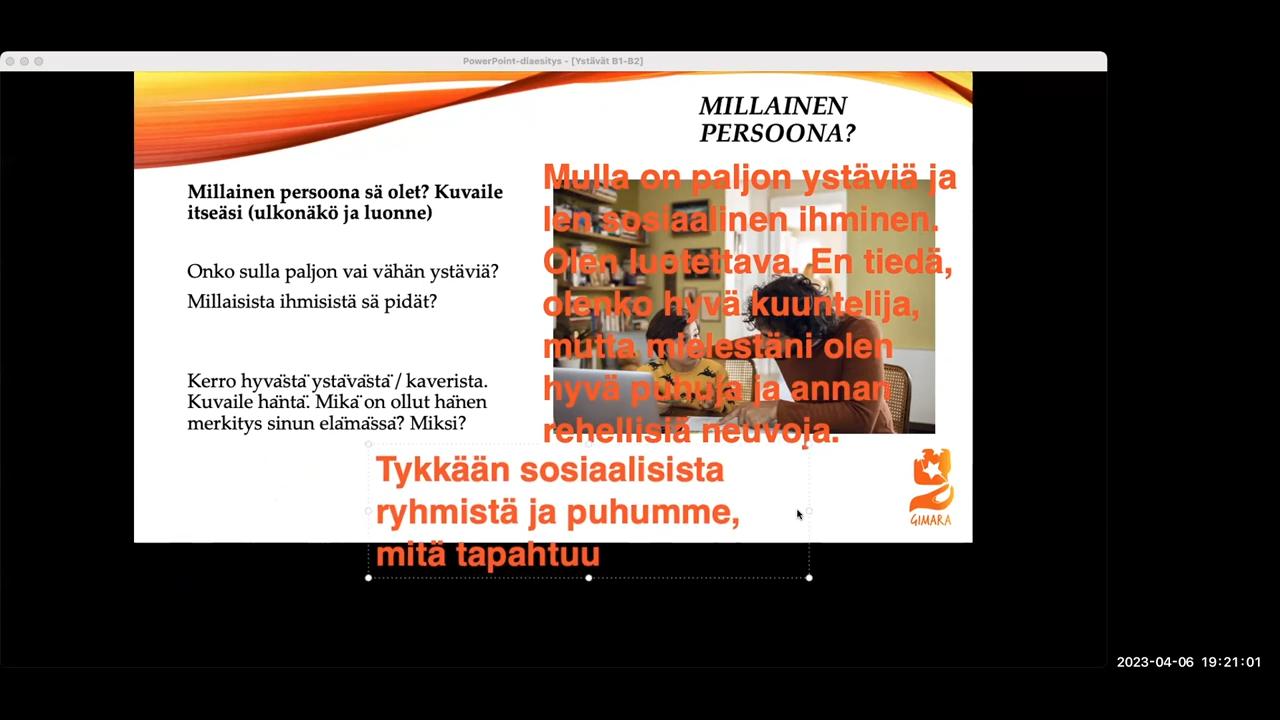 PowerPoint-diaesitys - [Ystävät B1-B2]
MILLAINEN
PERSOONA?
Millainen persoona sä olet? Kuvaile
itseäsi (ulkonäkö ja luonne)
Onko sulla paljon vai vähän ystäviä?
Millaisista ihmisistä sä pidät?
Kerro hyvästä ystävästä / kaverista.
Kuvaile häntä. Mikä on ollut hänen
merkitys sinun elämässä? Miksi?
Mulla on paljon ystäviä ja
len sosiaalinen ihminen.
Olen luotettava. En tiedä,
olenko hyvä kuuntelija,
mutta mielestäni olen
hyvä puhuja ja annan
rehellisiä neuvoja.
Tykkään sosiaalisista
ryhmistä ja puhumme,
mitä tapahtuu
GIMARA
2023-04-06 19:21:01